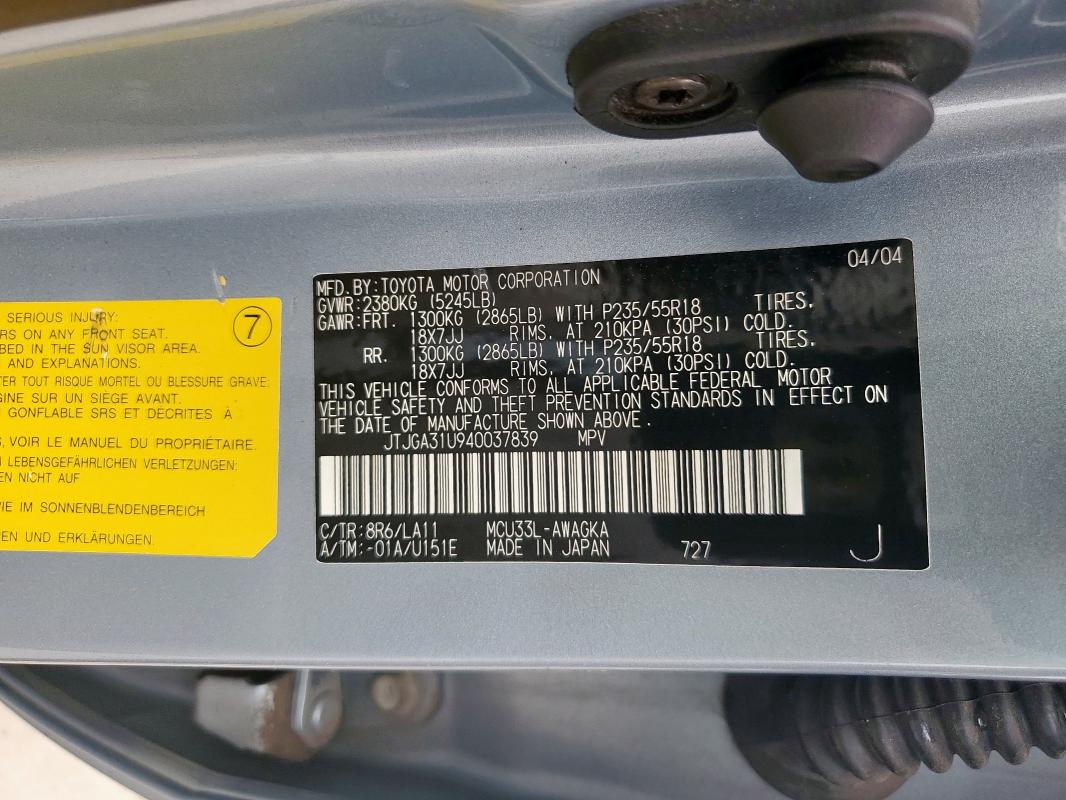 SERIOUS INJURY:
ERS ON ANY FRONT SEAT.
BED IN THE SUN VISOR AREA.
AND EXPLANATIONS.
TER TOUT RISQUE MORTEL OU BLESSURE GRAVE:
GINE SUR UN SIÈGE AVANT.
GONFLABLE SRS ET DÉCRITES À
S, VOIR LE MANUEL DU PROPRIÉTAIRE.
LEBENSGEFÄHRLICHEN VERLETZUNGEN:
EN NICHT AUF
WIE IM SONNENBLENDENBEREICH
EN UND ERKLÄRUNGEN.
7
04/04
MFD. BY: TOYOTA MOTOR CORPORATION
GVWR: 2380KG (5245LB)
GAWR: FRT. 1300KG (2865LB) WITH P235/55R18 TIRES.
18X7JJ RIMS. AT 210KPA (30PSI) COLD.
RR. 1300KG (2865LB) WITH P235/55R18 TIRES.
18X7JJ RIMS. AT 210KPA (30PSI) COLD.
THIS VEHICLE CONFORMS TO ALL APPLICABLE FEDERAL MOTOR
VEHICLE SAFETY AND THEFT PREVENTION STANDARDS IN EFFECT ON
THE DATE OF MANUFACTURE SHOWN ABOVE.
JTJGA31U940037839 MPV
C/TR: 8R6/LA11 MCU33L-AWAGKA
A/TM: -01A/U151E MADE IN JAPAN 727 J